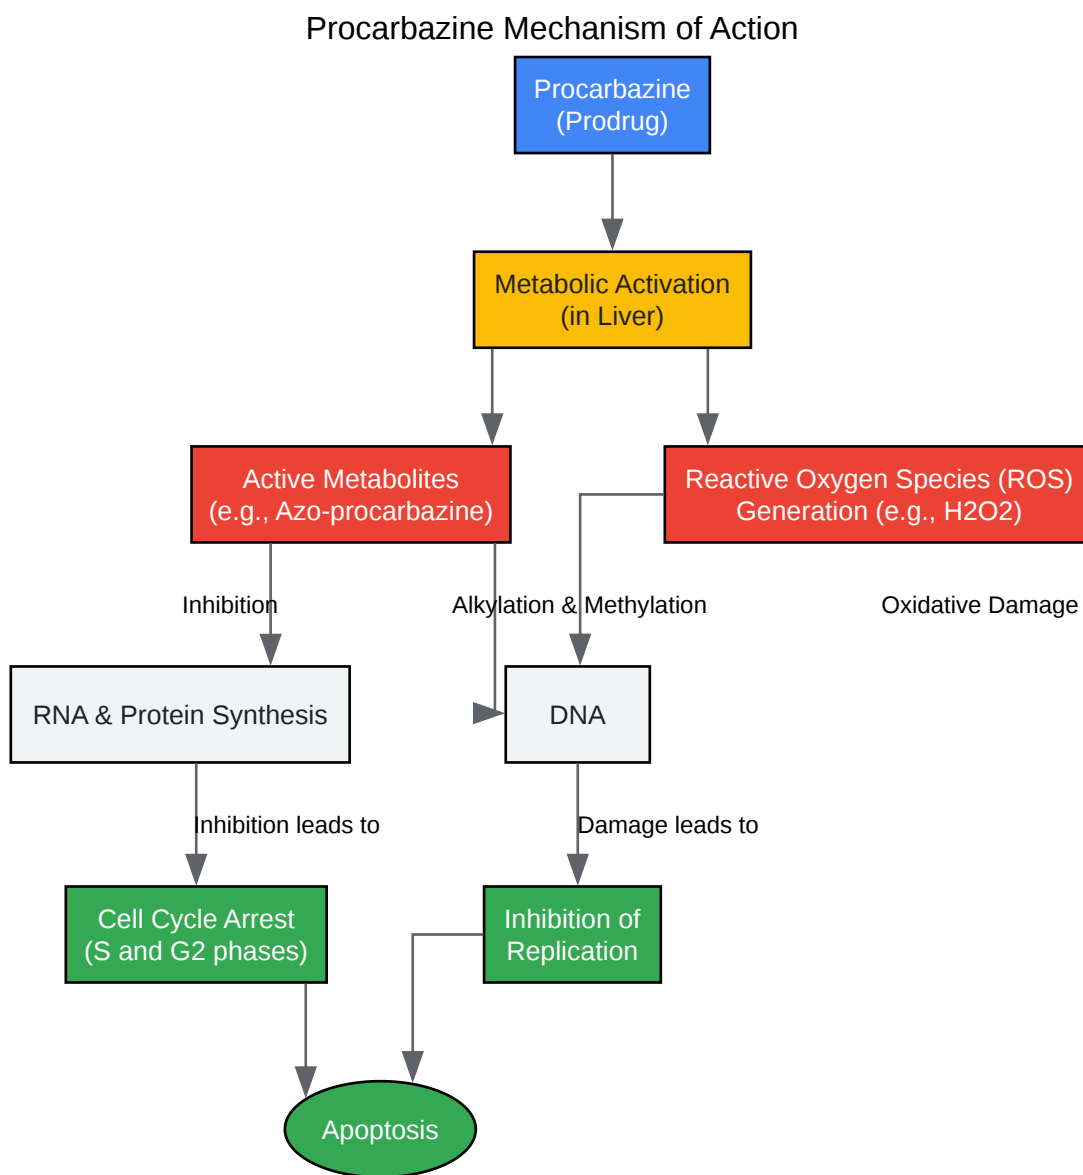 Procarbazine Mechanism of Action
Procarbazine
(Prodrug)
Metabolic Activation
(in Liver)
Active Metabolites
(e.g., Azo-procarbazine)
Reactive Oxygen Species (ROS)
Generation (e.g., H2O2)
Inhibition
Alkylation & Methylation
Oxidative Damage
RNA & Protein Synthesis
DNA
Inhibition leads to
Damage leads to
Cell Cycle Arrest
(S and G2 phases)
Inhibition of
Replication
Apoptosis